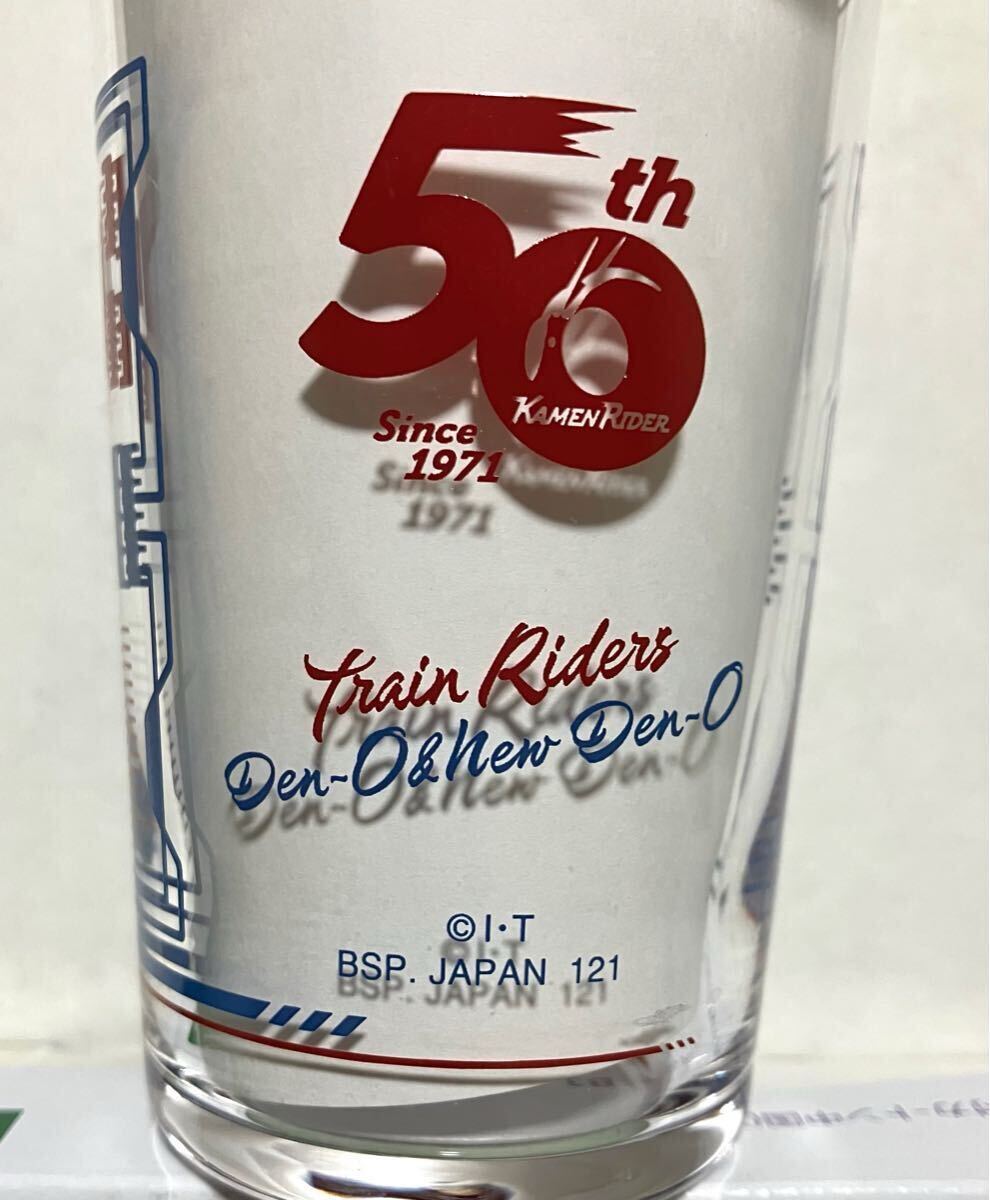 50th
KAMEN RIDER
Since
1971
Train Riders
Den-O & New Den-O
©I・T
BSP. JAPAN 121